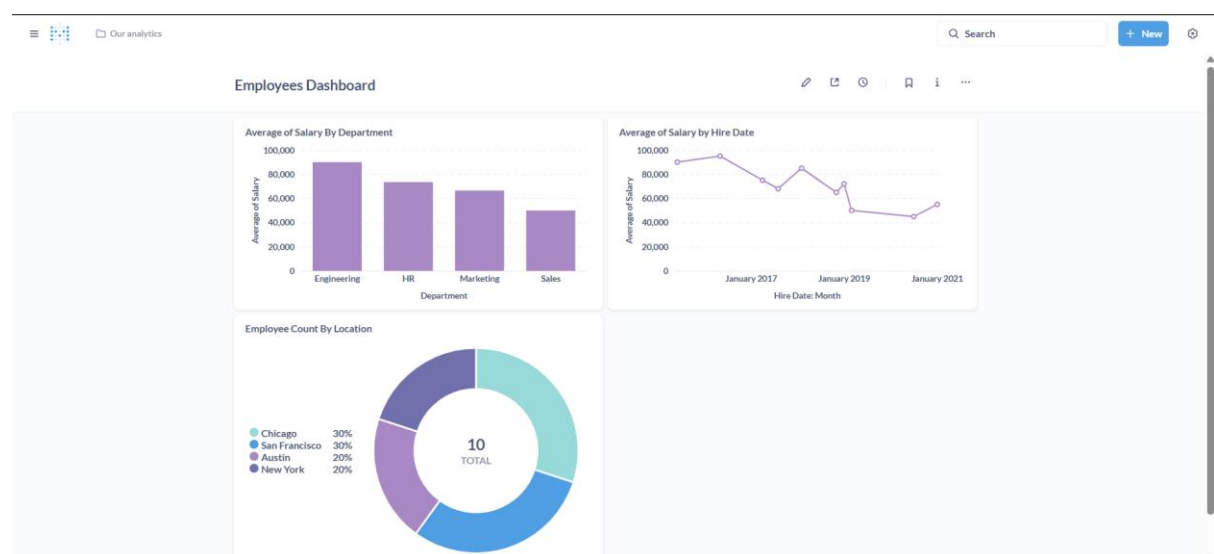 Our analytics
Search
+ New
Employees Dashboard
Average of Salary By Department
100,000
80,000
60,000
40,000
20,000
0
Average of Salary
Engineering HR Marketing Sales
Department
Average of Salary by Hire Date
100,000
80,000
60,000
40,000
20,000
0
Average of Salary
January 2017 January 2019 January 2021
Hire Date: Month
Employee Count By Location
Chicago 30%
San Francisco 30%
Austin 20%
New York 20%
10
TOTAL